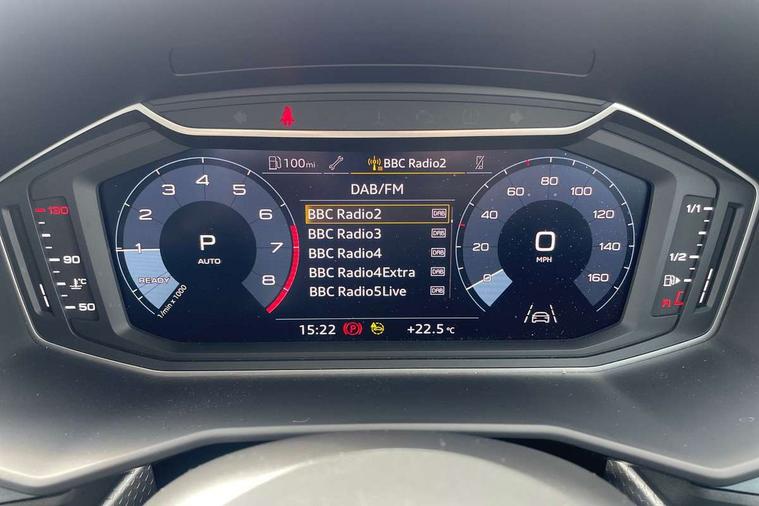 100mi
BBC Radio2
DAB/FM
BBC Radio2 DAB
BBC Radio3 DAB
BBC Radio4 DAB
BBC Radio4Extra DAB
BBC Radio5Live DAB
15:22 P +22.5°C
1 2 3 4 5 6 7 8
P
AUTO
READY
1/min x 1000
0 20 40 60 80 100 120 140 160
0
MPH
130
90
°C
50
1/1
1/2